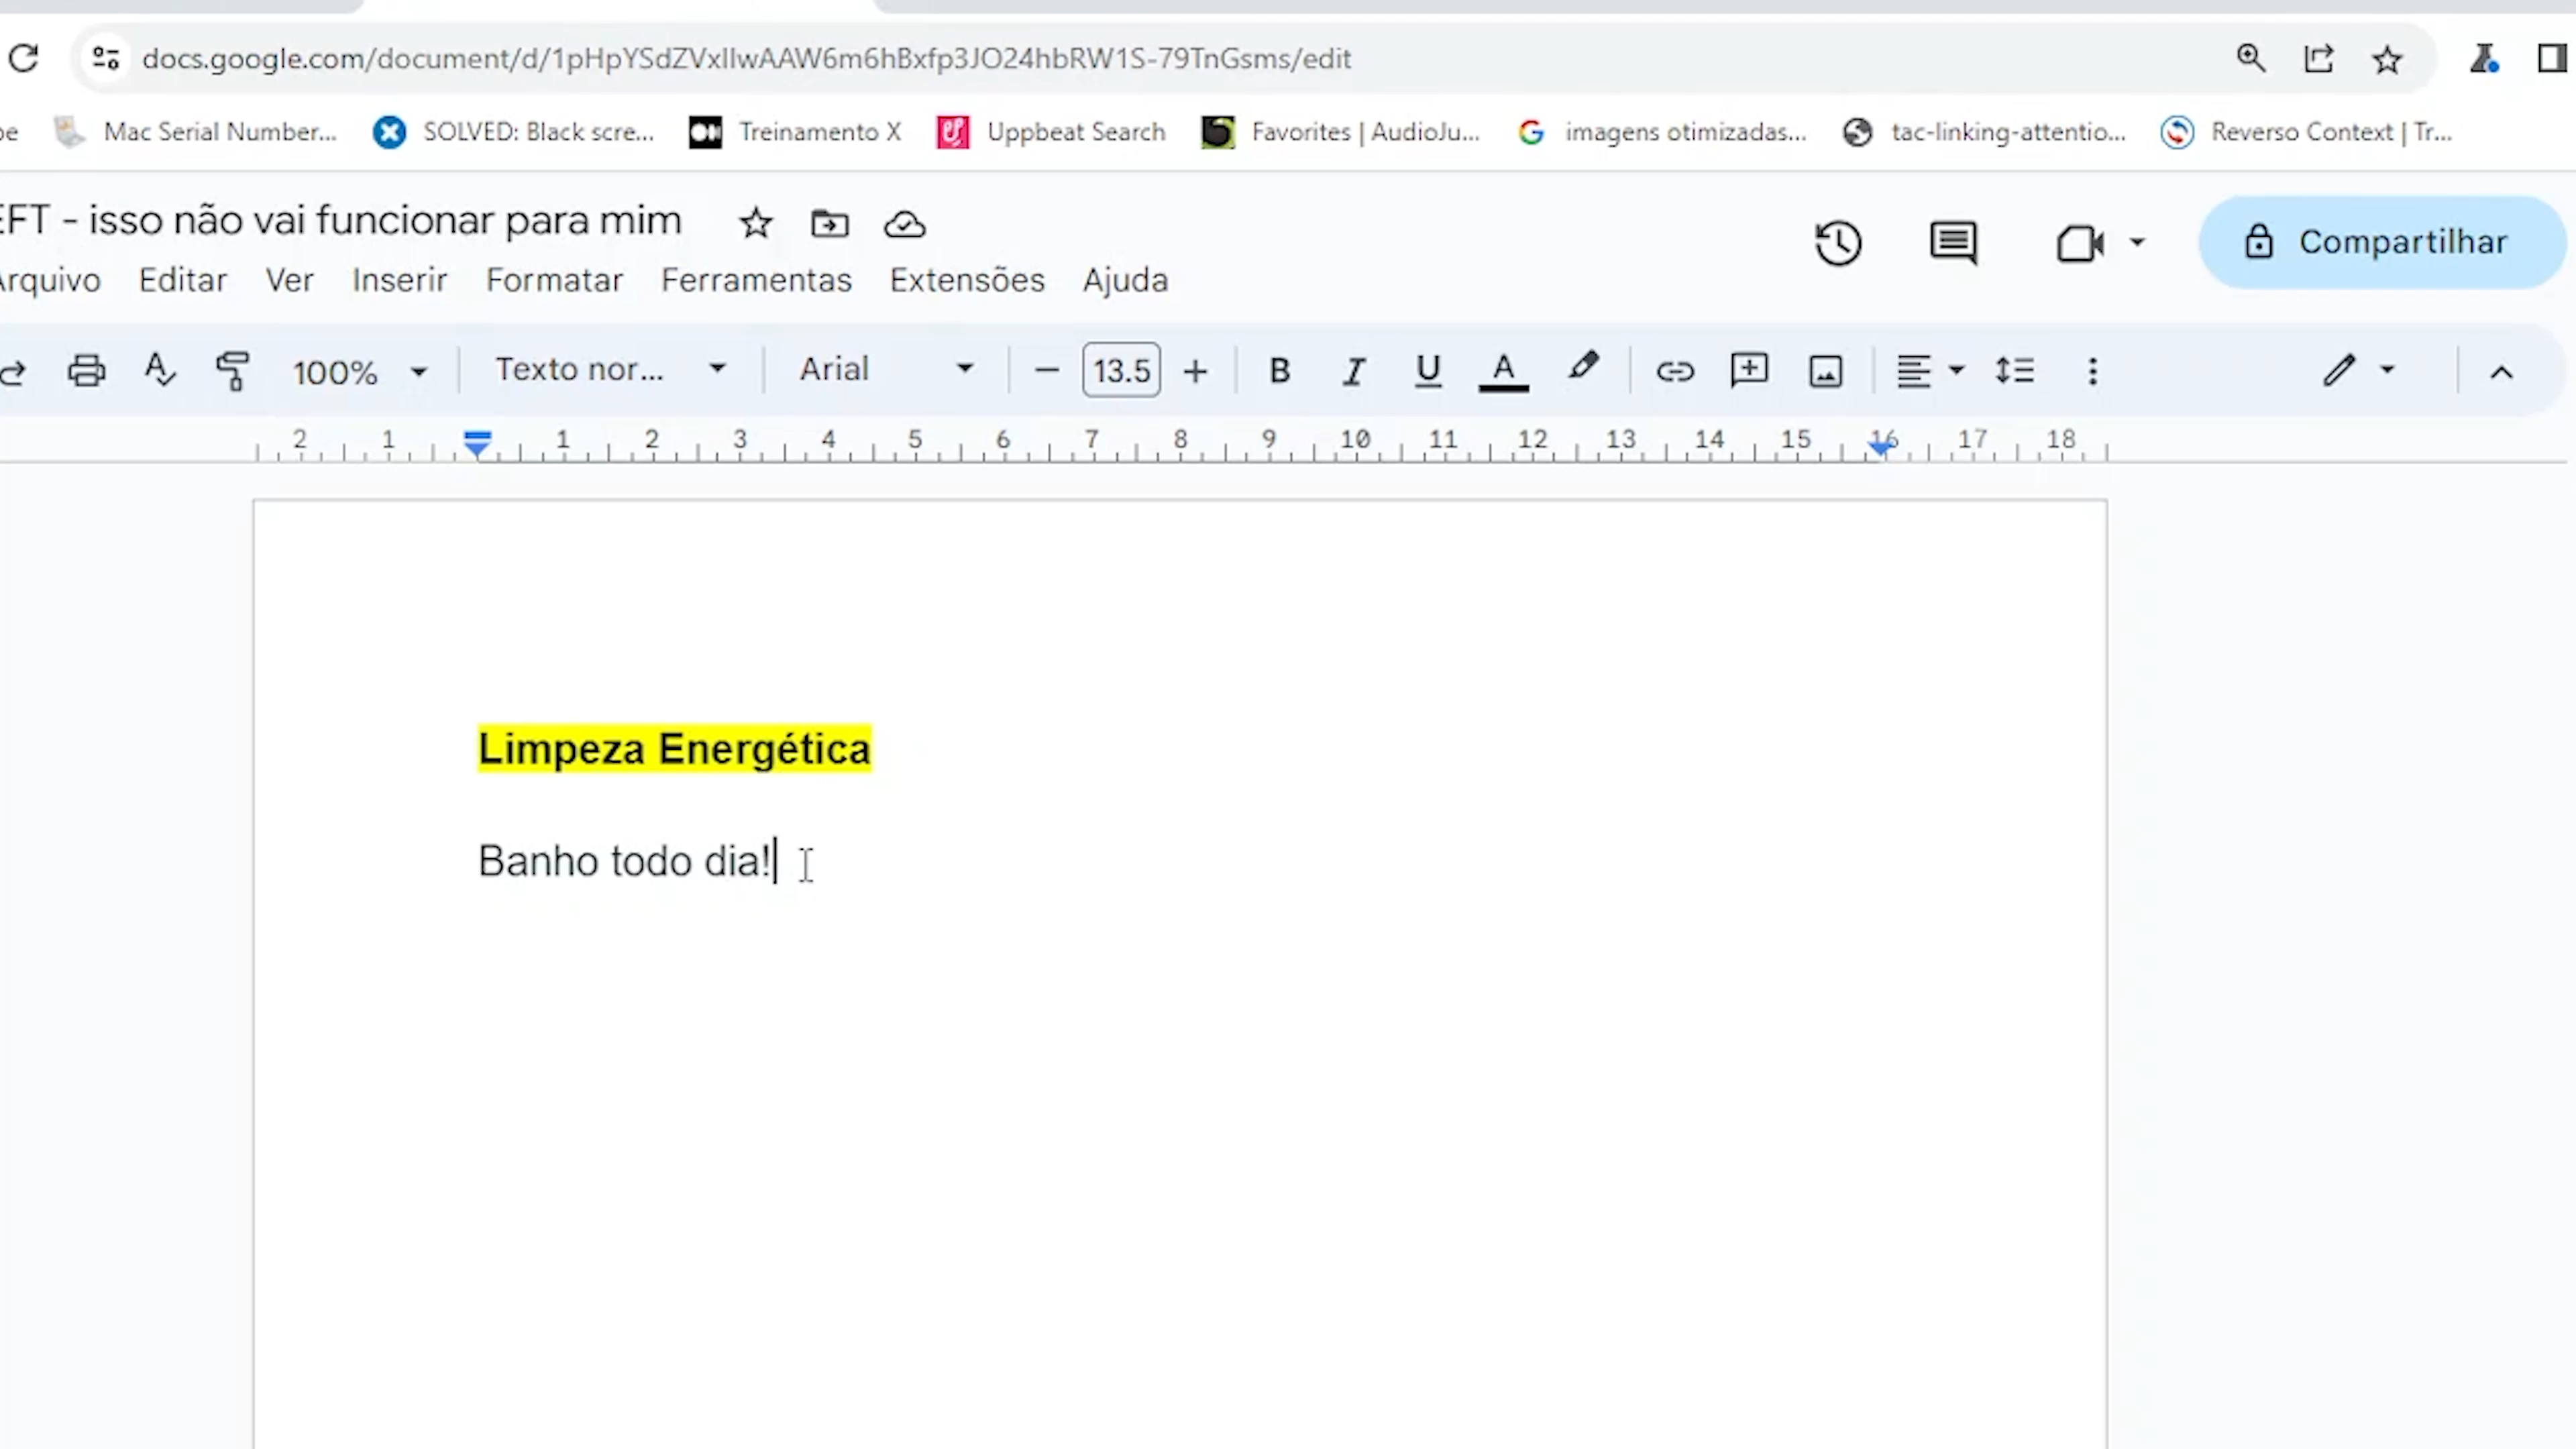 docs.google.com/document/d/1pHpYSdZVxllwAAW6m6hBxfp3JO24hbRW1S-79TnGsms/edit
Mac Serial Number... SOLVED: Black scre... Treinamento X Uppbeat Search Favorites | AudioJu... imagens otimizadas... tac-linking-attentio... Reverso Context | Tr...
EFT - isso não vai funcionar para mim
Compartilhar
Arquivo Editar Ver Inserir Formatar Ferramentas Extensões Ajuda
100% Texto nor... Arial 13.5 B I U A
2 1 1 2 3 4 5 6 7 8 9 10 11 12 13 14 15 16 17 18
Limpeza Energética
Banho todo dia!